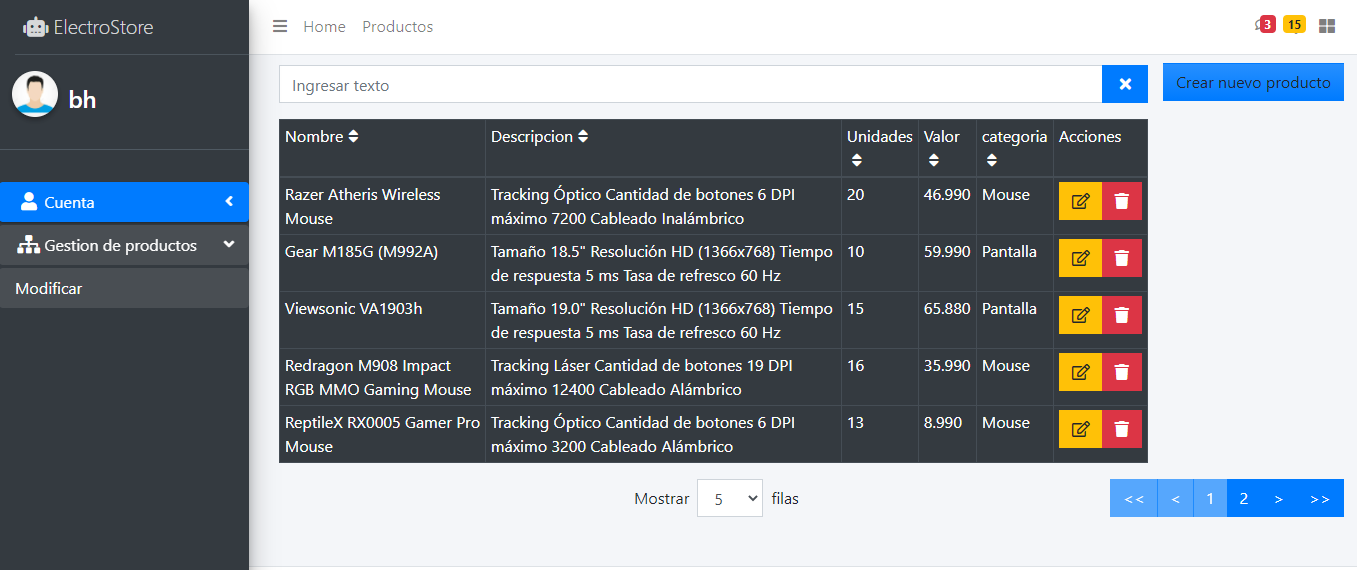 ElectroStore
Home Productos
3 15
bh
Ingresar texto
Crear nuevo producto
Cuenta
Gestion de productos
Modificar
Nombre Descripcion Unidades Valor categoria Acciones
Razer Atheris Wireless
Mouse
Tracking Óptico Cantidad de botones 6 DPI
máximo 7200 Cableado Inalámbrico
20 46.990 Mouse
Gear M185G (M992A)
Tamaño 18.5" Resolución HD (1366x768) Tiempo
de respuesta 5 ms Tasa de refresco 60 Hz
10 59.990 Pantalla
Viewsonic VA1903h
Tamaño 19.0" Resolución HD (1366x768) Tiempo
de respuesta 5 ms Tasa de refresco 60 Hz
15 65.880 Pantalla
Redragon M908 Impact
RGB MMO Gaming Mouse
Tracking Láser Cantidad de botones 19 DPI
máximo 12400 Cableado Alámbrico
16 35.990 Mouse
ReptileX RX0005 Gamer Pro
Mouse
Tracking Óptico Cantidad de botones 6 DPI
máximo 3200 Cableado Alámbrico
13 8.990 Mouse
Mostrar 5 filas
<< < 1 2 > >>